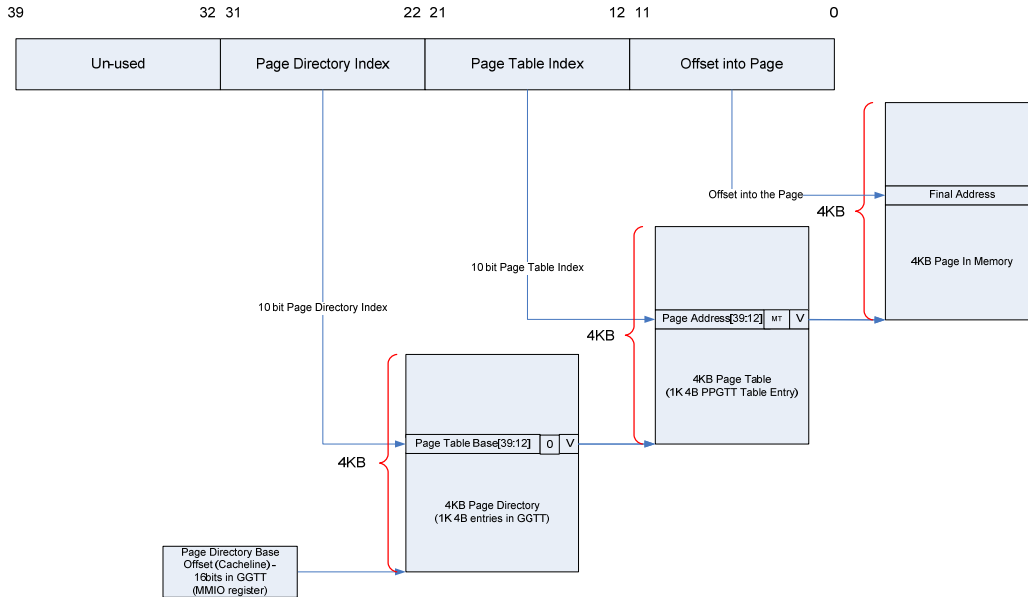 39 32 31 22 21 12 11 0
Un-used Page Directory Index Page Table Index Offset into Page
Offset into the Page
Final Address
4KB
4KB Page In Memory
10 bit Page Table Index
10 bit Page Directory Index
Page Address[39:12] MT V
4KB
4KB Page Table
(1K 4B PPGTT Table Entry)
Page Table Base[39:12] 0 V
4KB
4KB Page Directory
(1K 4B entries in GGTT)
Page Directory Base
Offset (Cacheline) -
16bits in GGTT
(MMIO register)